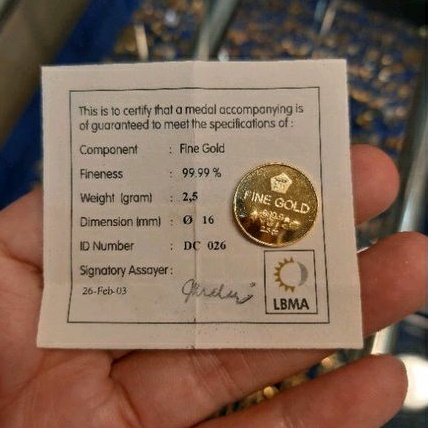 This is to certify that a medal accompanying is
of guaranteed to meet the specifications of :
Component : Fine Gold
Fineness : 99.99 %
Weight (gram) : 2,5
Dimension (mm) : Ø 16
ID Number : DC 026
Signatory Assayer :
26-Feb-03
LBMA
FINE GOLD